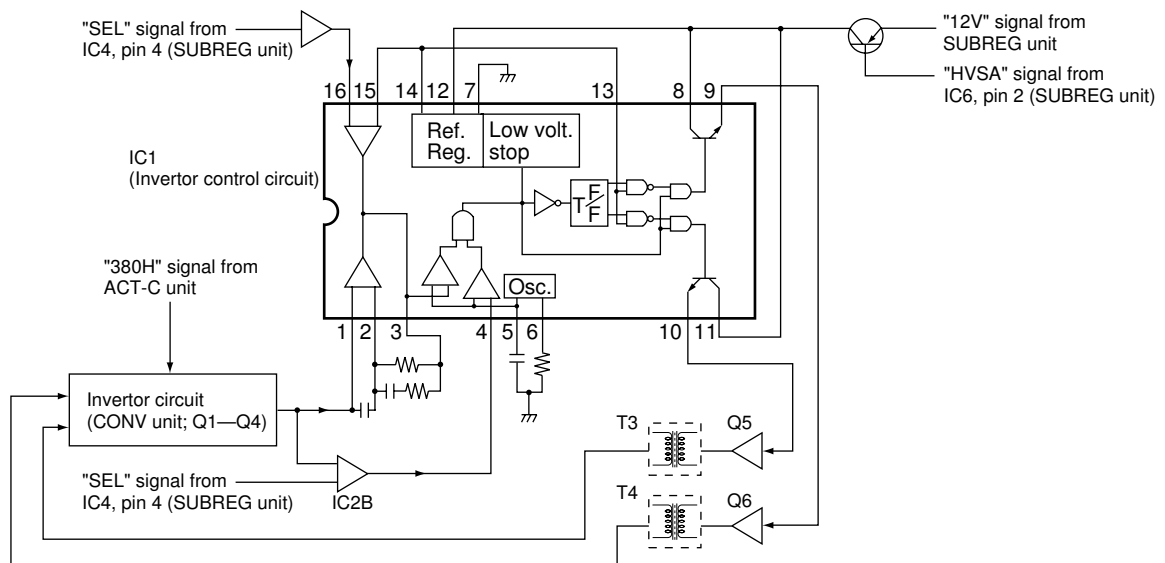 "SEL" signal from
IC4, pin 4 (SUBREG unit)
"12V" signal from
SUBREG unit
"HVSA" signal from
IC6, pin 2 (SUBREG unit)
16 15 14 12 7 13 8 9
Ref.
Reg.
Low volt.
stop
IC1
(Invertor control circuit)
T F/F
"380H" signal from
ACT-C unit
Osc.
1 2 3 4 5 6 10 11
Invertor circuit
(CONV unit; Q1—Q4)
T3 Q5
"SEL" signal from
IC4, pin 4 (SUBREG unit)
IC2B
T4 Q6